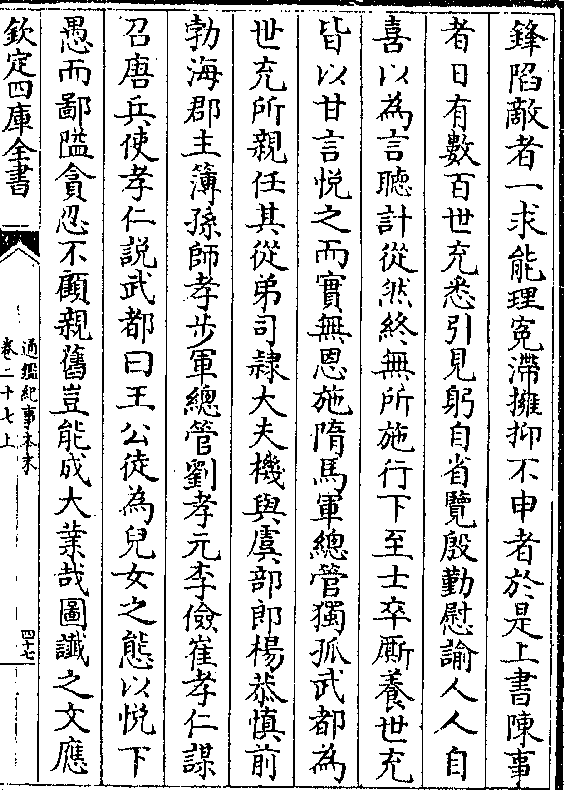 鋒陷敵者一求能理寃滯擁抑不申者於是上書陳事
者日有數百世充悉引見躬自省覽殷勤慰諭人人自
喜以為言聽計從然終無所施行下至士卒厮養世充
皆以甘言悅之而實無恩施隋馬軍總管獨孤武都為
世充所親任其從弟司隷大夫機與虞部郎楊恭慎前
勃海郡主簿孫師孝步軍總管劉孝元李儉崔孝仁謀
召唐兵使孝仁說武都曰王公徒為兒女之態以悅下
愚而鄙隘貪忍不顧親舊豈能成大業哉圖讖之文應
欽定四庫全書
通鑑紀事本末
卷二十七上
四十七